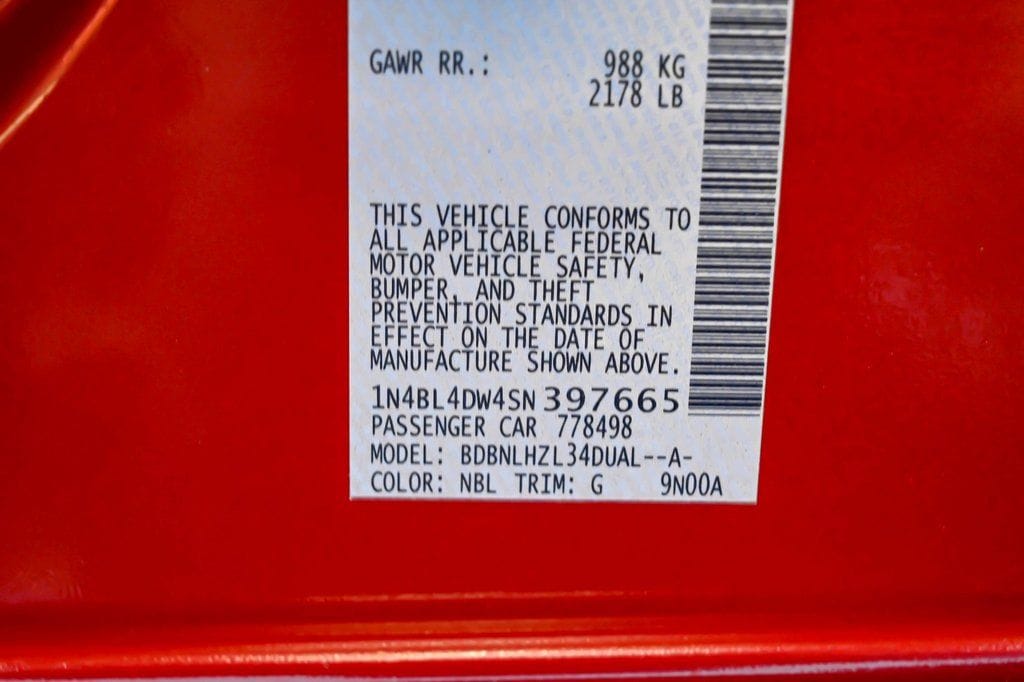 GAWR RR.: 988 KG
2178 LB
THIS VEHICLE CONFORMS TO
ALL APPLICABLE FEDERAL
MOTOR VEHICLE SAFETY,
BUMPER, AND THEFT
PREVENTION STANDARDS IN
EFFECT ON THE DATE OF
MANUFACTURE SHOWN ABOVE.
1N4BL4DW4SN397665
PASSENGER CAR 778498
MODEL: BDBNLHZL34DUAL--A-
COLOR: NBL TRIM: G 9N00A